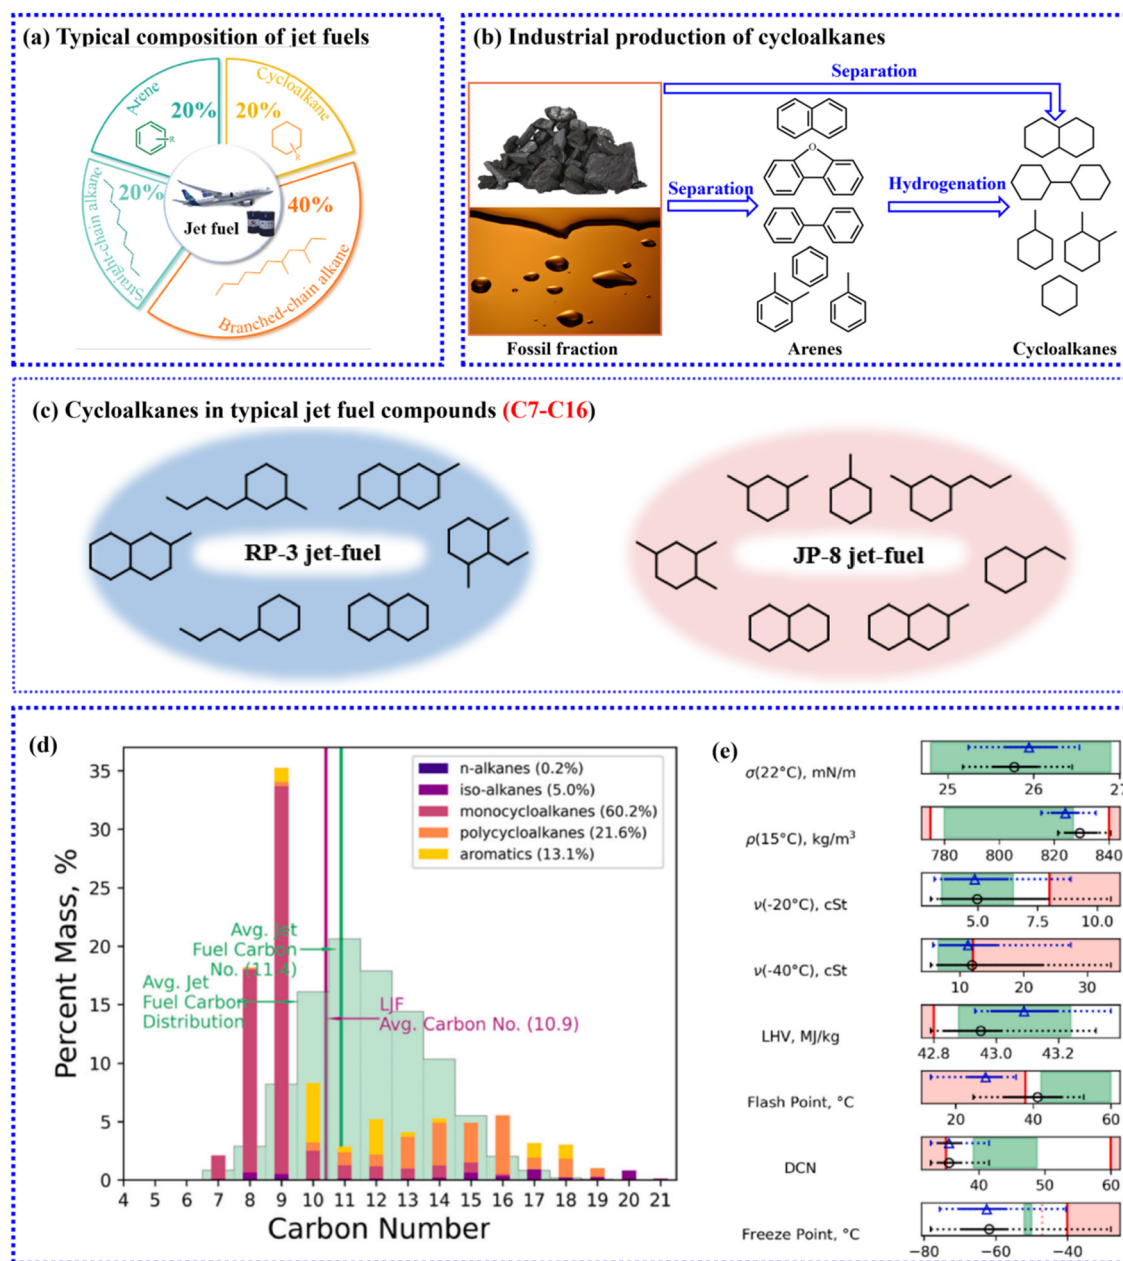 (a) Typical composition of jet fuels
Arene
20%
R
Cycloalkane
20%
R
Straight-chain alkane
20%
40%
Jet fuel
Branched-chain alkane
(b) Industrial production of cycloalkanes
Separation
Separation
Hydrogenation
O
Fossil fraction
Arenes
Cycloalkanes
(c) Cycloalkanes in typical jet fuel compounds (C7-C16)
RP-3 jet-fuel
JP-8 jet-fuel
(d)
Percent Mass, %
35
30
25
20
15
10
5
0
n-alkanes (0.2%)
iso-alkanes (5.0%)
monocycloalkanes (60.2%)
polycycloalkanes (21.6%)
aromatics (13.1%)
Avg. Jet
Fuel Carbon
No. (11.4)
Avg. Jet
Fuel Carbon
Distribution
LJF
Avg. Carbon No. (10.9)
4 5 6 7 8 9 10 11 12 13 14 15 16 17 18 19 20 21
Carbon Number
(e)
σ(22°C), mN/m
25 26 27
ρ(15°C), kg/m³
780 800 820 840
ν(-20°C), cSt
5.0 7.5 10.0
ν(-40°C), cSt
10 20 30
LHV, MJ/kg
42.8 43.0 43.2
Flash Point, °C
20 40 60
DCN
40 50 60
Freeze Point, °C
−80 −60 −40